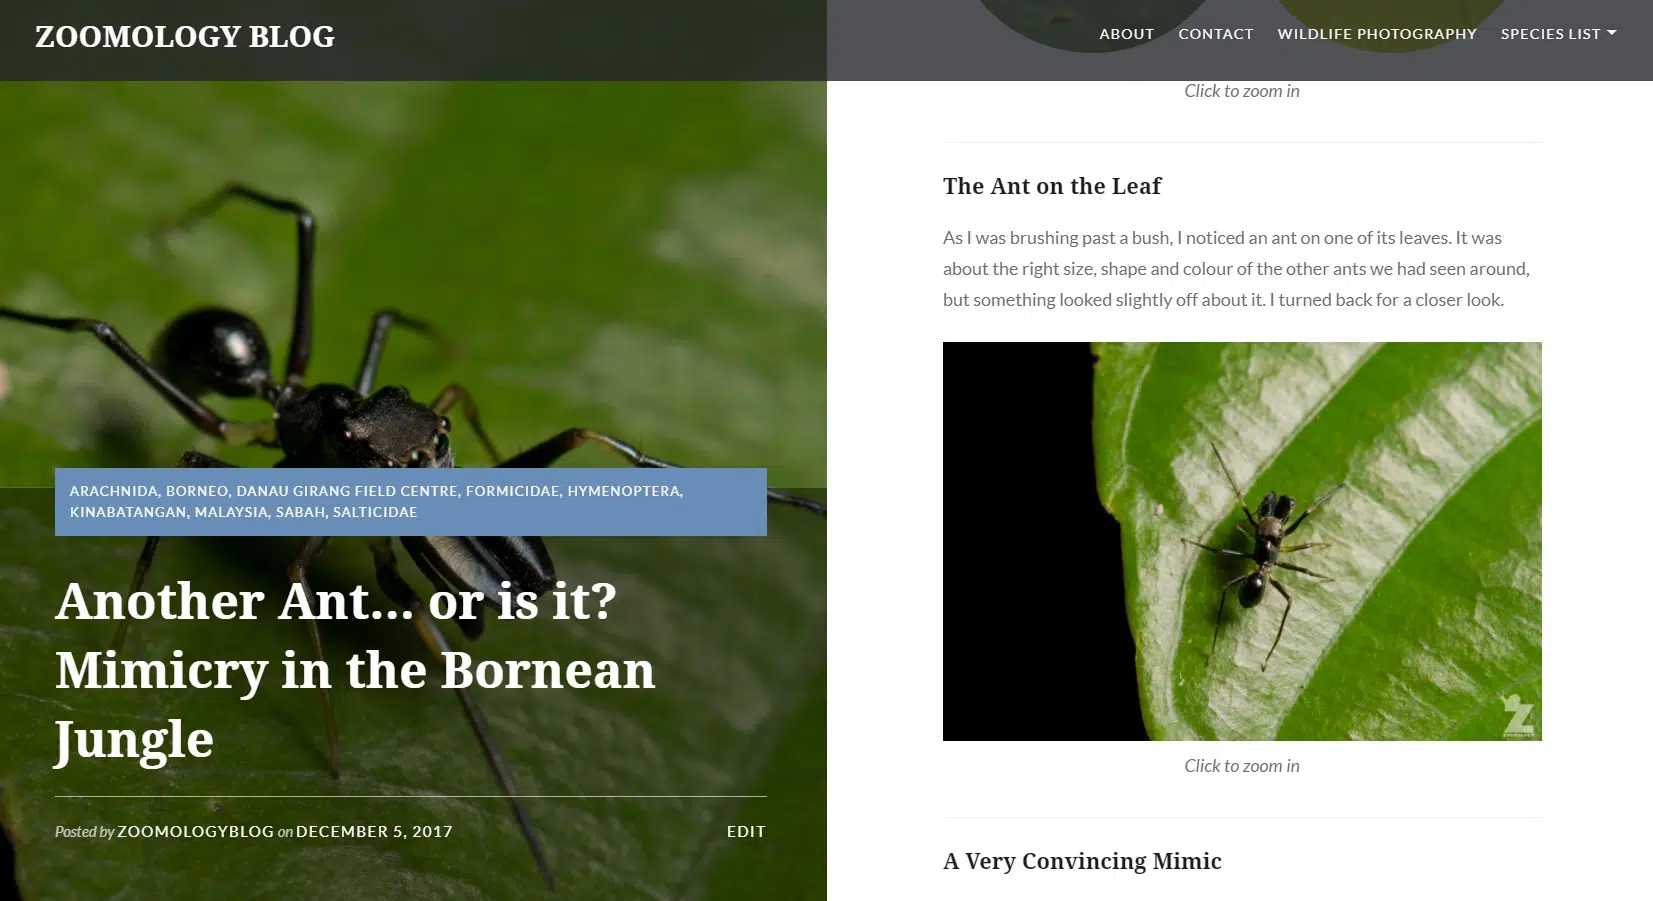 ZOOMOLOGY BLOG
ABOUT CONTACT WILDLIFE PHOTOGRAPHY SPECIES LIST
ARACHNIDA, BORNEO, DANAU GIRANG FIELD CENTRE, FORMICIDAE, HYMENOPTERA,
KINABATANGAN, MALAYSIA, SABAH, SALTICIDAE
Another Ant… or is it?
Mimicry in the Bornean
Jungle
Posted by ZOOMOLOGYBLOG on DECEMBER 5, 2017
EDIT
Click to zoom in
The Ant on the Leaf
As I was brushing past a bush, I noticed an ant on one of its leaves. It was
about the right size, shape and colour of the other ants we had seen around,
but something looked slightly off about it. I turned back for a closer look.
Z
Click to zoom in
A Very Convincing Mimic